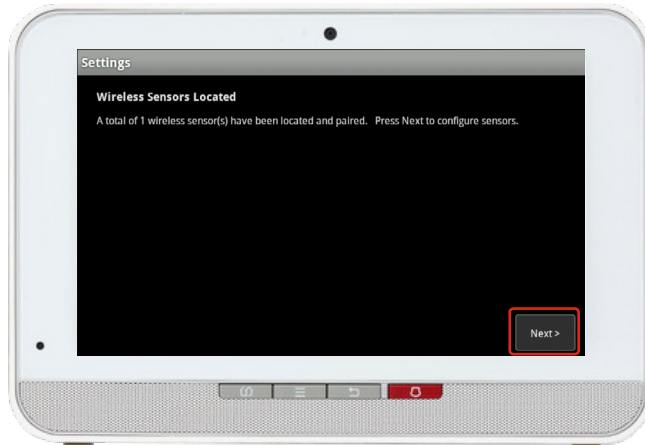 Settings
Wireless Sensors Located
A total of 1 wireless sensor(s) have been located and paired. Press Next to configure sensors.
Next >